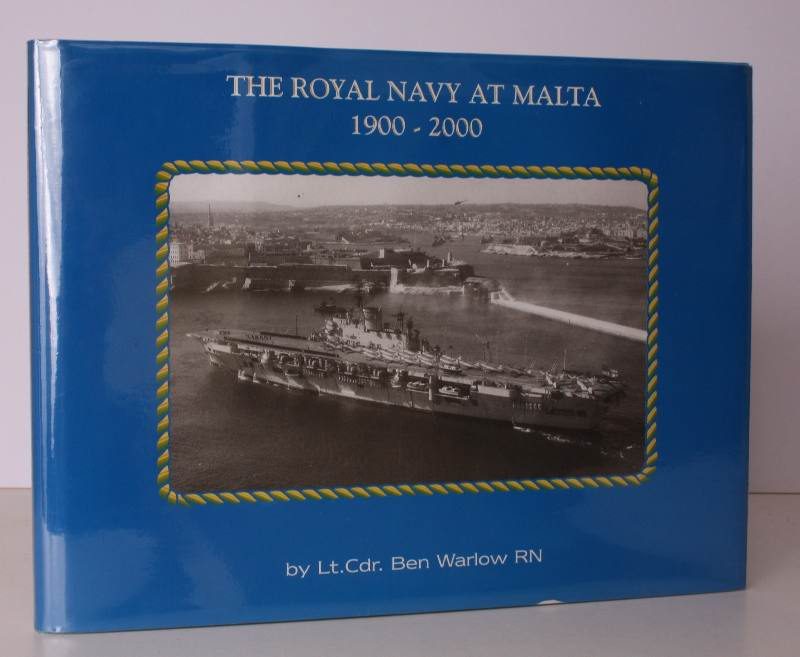 THE ROYAL NAVY AT MALTA
1900 - 2000
by Lt.Cdr. Ben Warlow RN